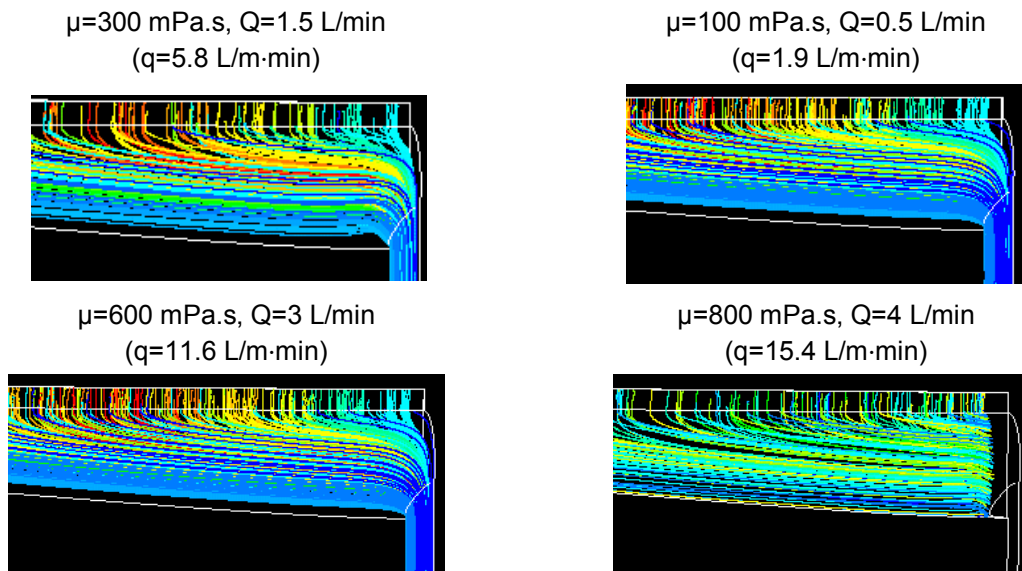 µ=300 mPa.s, Q=1.5 L/min
(q=5.8 L/m·min)
µ=100 mPa.s, Q=0.5 L/min
(q=1.9 L/m·min)
µ=600 mPa.s, Q=3 L/min
(q=11.6 L/m·min)
µ=800 mPa.s, Q=4 L/min
(q=15.4 L/m·min)